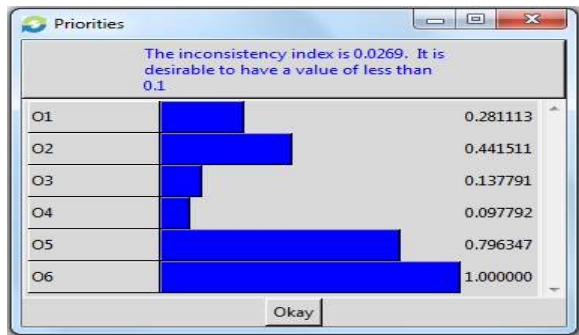 Priorities
The inconsistency index is 0.0269. It is
desirable to have a value of less than
0.1
O1 0.281113
O2 0.441511
O3 0.137791
O4 0.097792
O5 0.796347
O6 1.000000
Okay